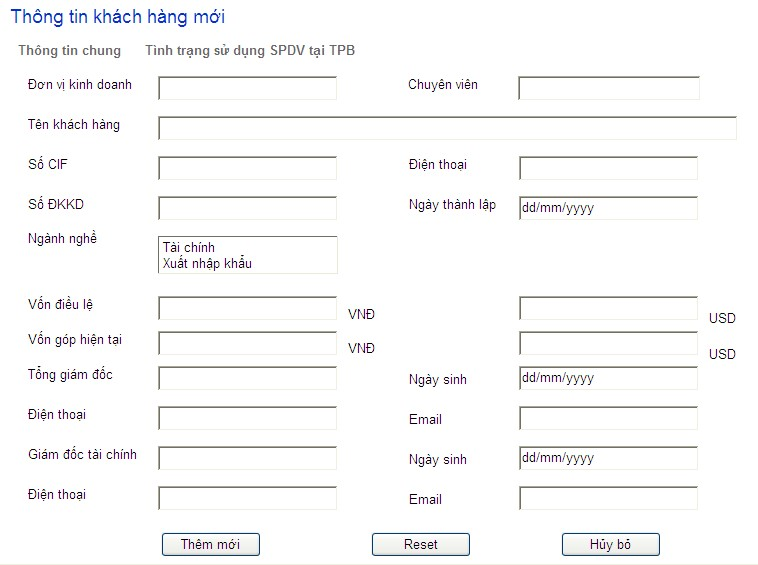 Thông tin khách hàng mới
Thông tin chung Tình trạng sử dụng SPDV tại TPB
Đơn vị kinh doanh Chuyên viên
Tên khách hàng
Số CIF Điện thoại
Số ĐKKD Ngày thành lập dd/mm/yyyy
Ngành nghề Tài chính
Xuất nhập khẩu
Vốn điều lệ VNĐ USD
Vốn góp hiện tại VNĐ USD
Tổng giám đốc Ngày sinh dd/mm/yyyy
Điện thoại Email
Giám đốc tài chính Ngày sinh dd/mm/yyyy
Điện thoại Email
Thêm mới Reset Hủy bỏ